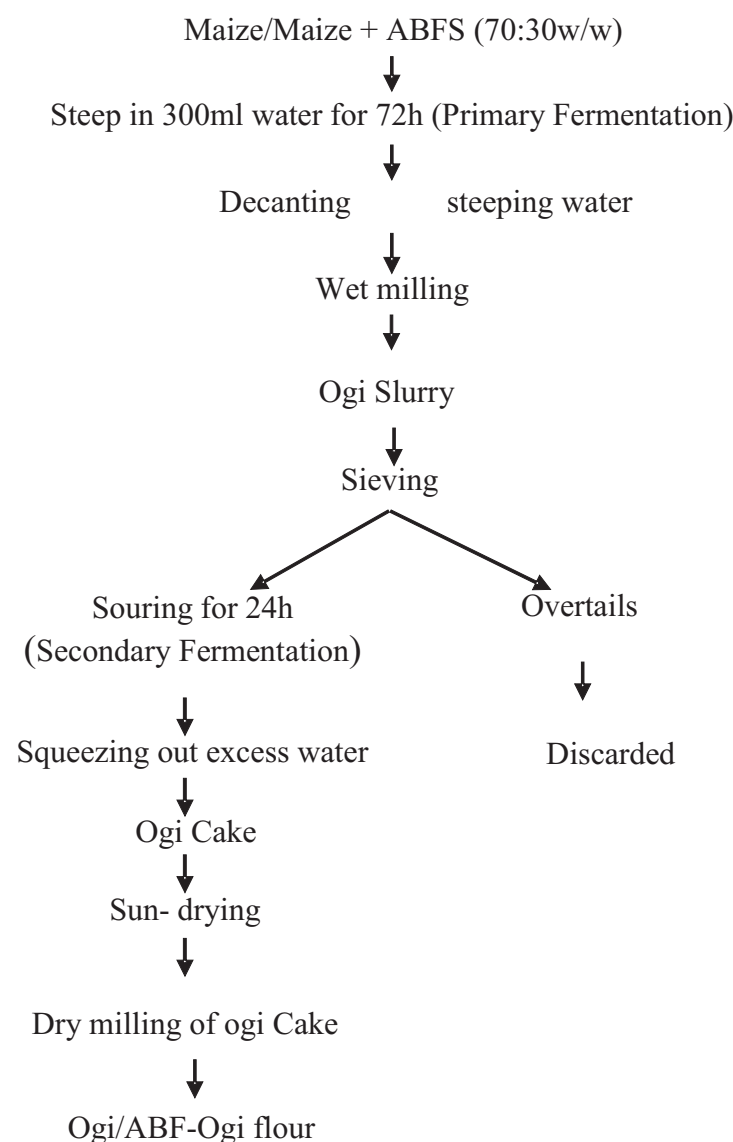 Maize/Maize + ABFS (70:30w/w)
Steep in 300ml water for 72h (Primary Fermentation)
Decanting steeping water
Wet milling
Ogi Slurry
Sieving
Souring for 24h
(Secondary Fermentation)
Overtails
Squeezing out excess water
Discarded
Ogi Cake
Sun- drying
Dry milling of ogi Cake
Ogi/ABF-Ogi flour